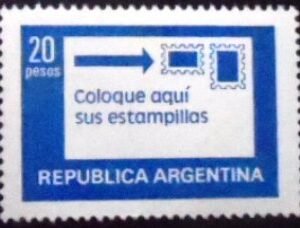 20
pesos
Coloque aquí
sus estampillas
REPUBLICA ARGENTINA